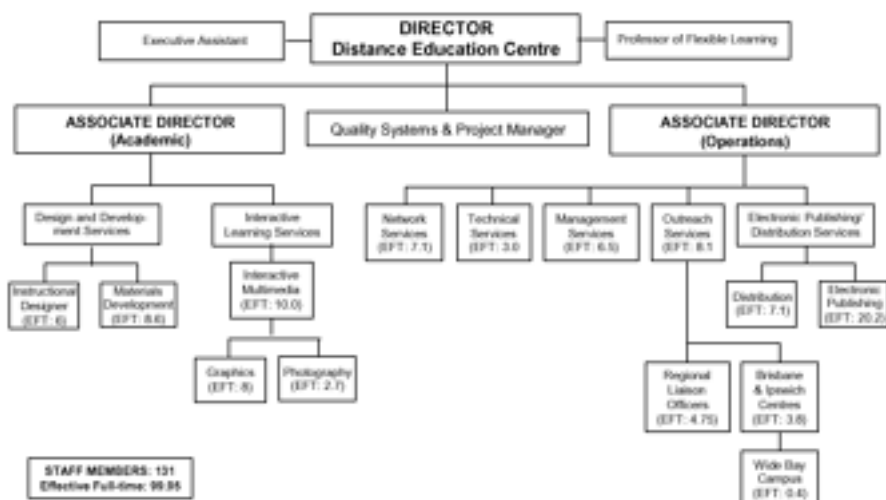 Executive Assistant
DIRECTOR
Distance Education Centre
Professor of Flexible Learning
ASSOCIATE DIRECTOR
(Academic)
Quality Systems & Project Manager
ASSOCIATE DIRECTOR
(Operations)
Design and Develop-
ment Services
Interactive
Learning Services
Network
Services
(EFT: 7.1)
Technical
Services
(EFT: 3.0
Management
Services
(EFT: 6.5)
Outreach
Services
(EFT: 8.1
Electronic Publishing/
Distribution Services
Instructional
Designer
(EFT: 6)
Materials
Development
(EFT: 8.6)
Interactive
Multimedia
(EFT: 10.0)
Distribution
(EFT: 7.1)
Electronic
Publishing
(EFT: 20.2)
Graphics
(EFT: 8)
Photography
(EFT: 2.7)
Regional
Liaison
Officers
(EFT: 4.75)
Brisbane
& Ipswich
Centres
(EFT: 3.8)
Wide Bay
Campus
(EFT: 0.4)
STAFF MEMBERS: 131
Effective Full-time: 99.95